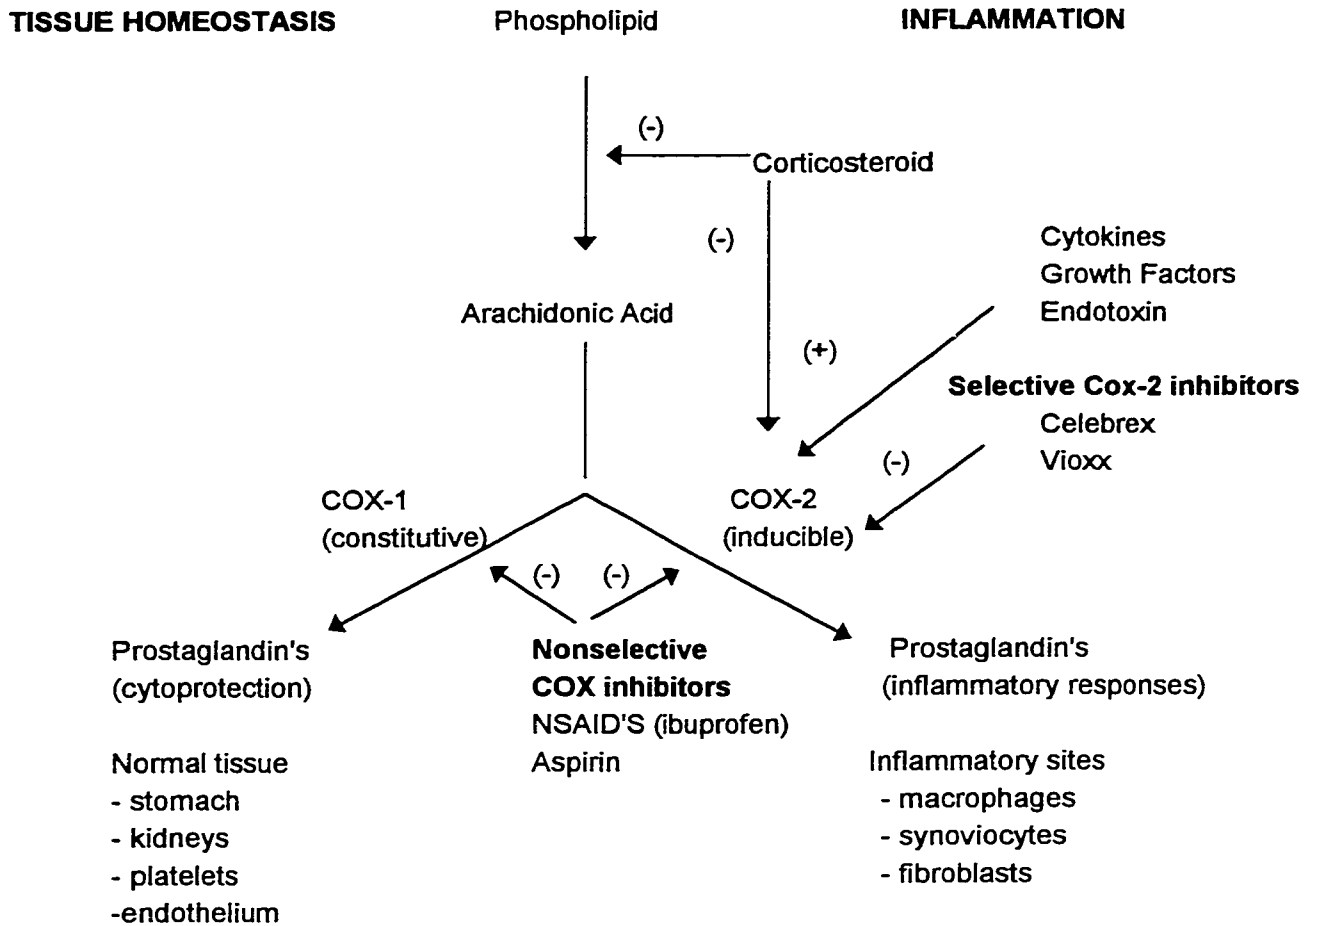 TISSUE HOMEOSTASIS
Phospholipid
INFLAMMATION
(-)
Corticosteroid
(-)
Cytokines
Growth Factors
Endotoxin
Arachidonic Acid
(+)
Selective Cox-2 inhibitors
Celebrex
Vioxx
(-)
COX-1
(constitutive)
COX-2
(inducible)
(-)
(-)
Prostaglandin's
(cytoprotection)
Nonselective
COX inhibitors
NSAID'S (ibuprofen)
Aspirin
Prostaglandin's
(inflammatory responses)
Normal tissue
- stomach
- kidneys
- platelets
-endothelium
Inflammatory sites
- macrophages
- synoviocytes
- fibroblasts